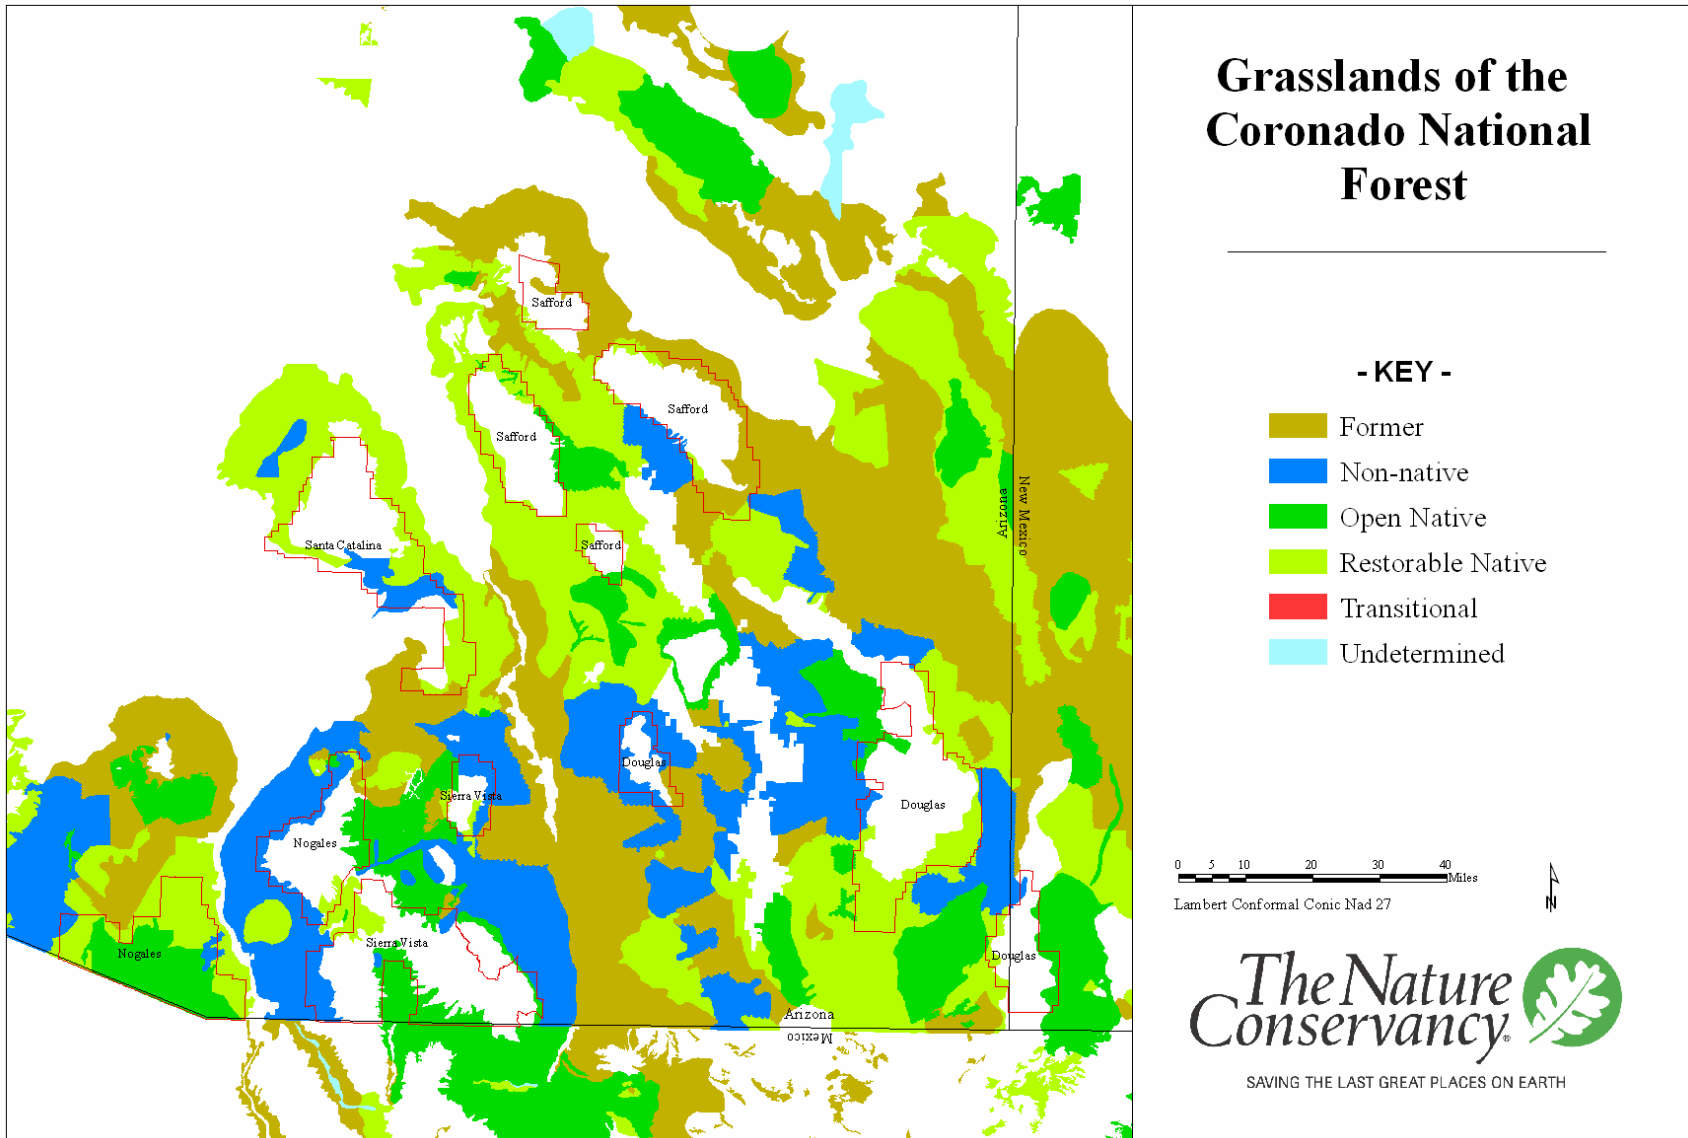 Grasslands of the
Coronado National
Forest
- KEY -
Former
Non-native
Open Native
Restorable Native
Transitional
Undetermined
0 5 10 20 30 40
Miles
Lambert Conformal Conic Nad 27
N
The Nature
Conservancy®
SAVING THE LAST GREAT PLACES ON EARTH
Safford
Safford
Safford
Safford
Santa Catalina
Arizona
New Mexico
Douglas
Sierra Vista
Douglas
Nogales
Sierra Vista
Nogales
Douglas
Arizona
Mexico